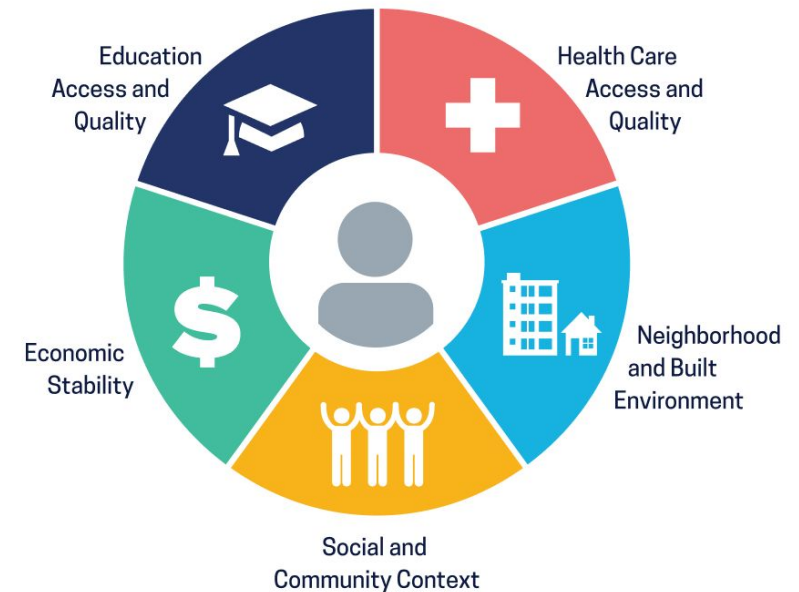 Education
Access and
Quality
Health Care
Access and
Quality
Economic
Stability
Neighborhood
and Built
Environment
Social and
Community Context